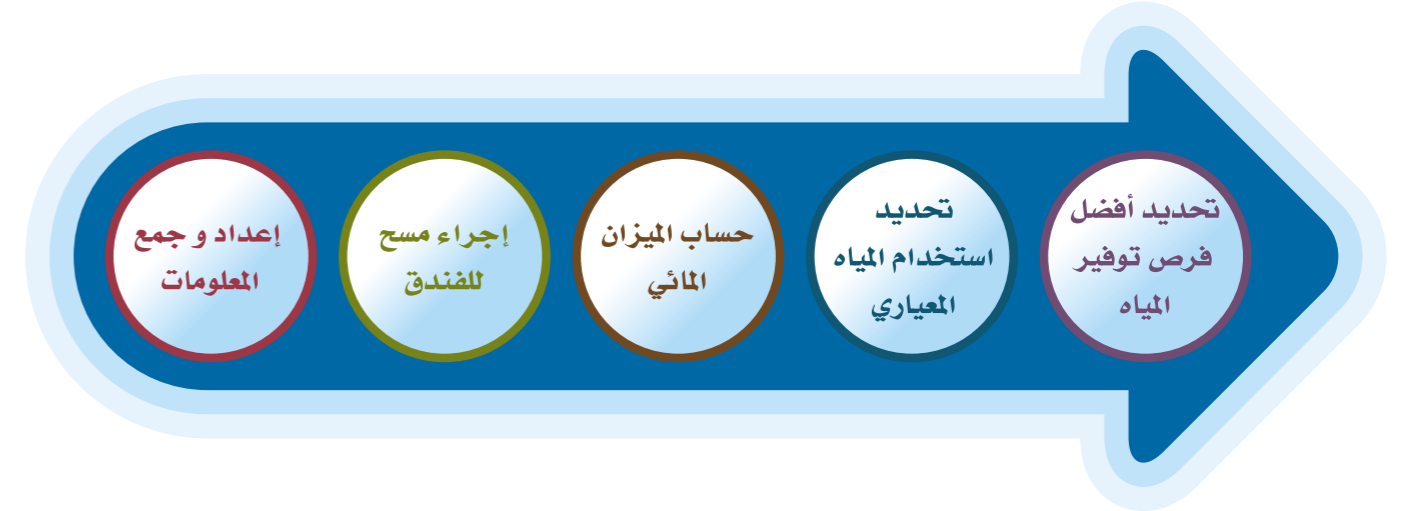 إعداد و جمع
المعلومات
إجراء مسح
للفندق
حساب الميزان
المائي
تحديد
استخدام المياه
المعياري
تحديد أفضل
فرص توفير
المياه